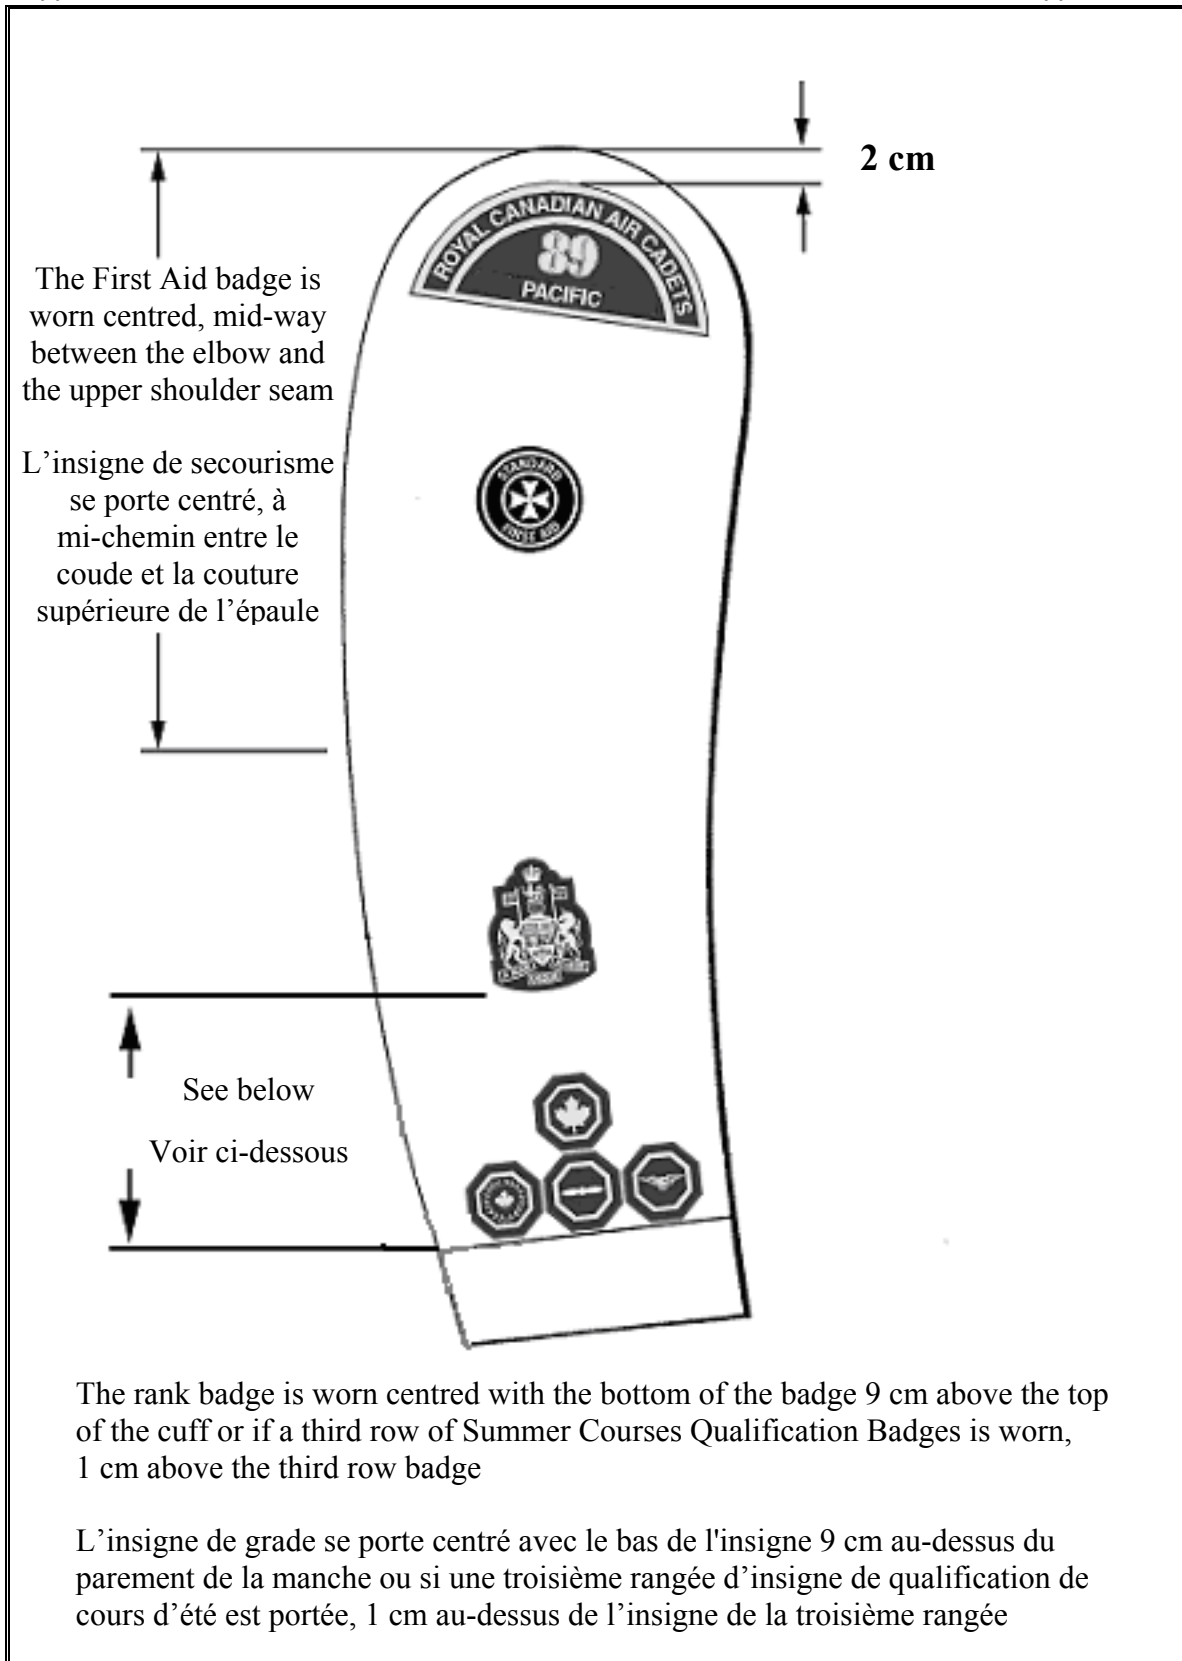 2 cm
ROYAL CANADIAN AIR CADETS
89
PACIFIC
The First Aid badge is
worn centred, mid-way
between the elbow and
the upper shoulder seam
L’insigne de secourisme
se porte centré, à
mi-chemin entre le
coude et la couture
supérieure de l’épaule
STANDARD
FIRST AID
See below
Voir ci-dessous
The rank badge is worn centred with the bottom of the badge 9 cm above the top
of the cuff or if a third row of Summer Courses Qualification Badges is worn,
1 cm above the third row badge
L’insigne de grade se porte centré avec le bas de l'insigne 9 cm au-dessus du
parement de la manche ou si une troisième rangée d’insigne de qualification de
cours d’été est portée, 1 cm au-dessus de l’insigne de la troisième rangée